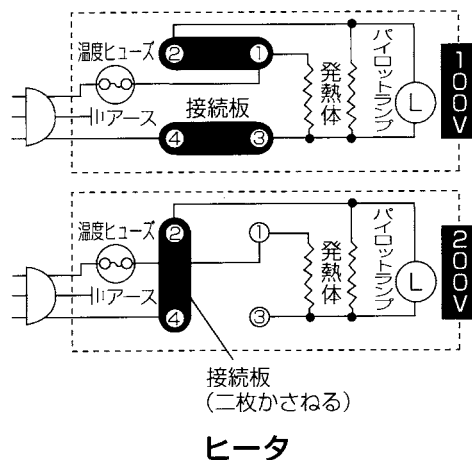 温度ヒューズ
②
①
発熱体
パイロットランプ
L
100V
アース
接続板
④
③
温度ヒューズ
②
①
発熱体
パイロットランプ
L
200V
アース
④
③
接続板
(二枚かさねる)
ヒータ